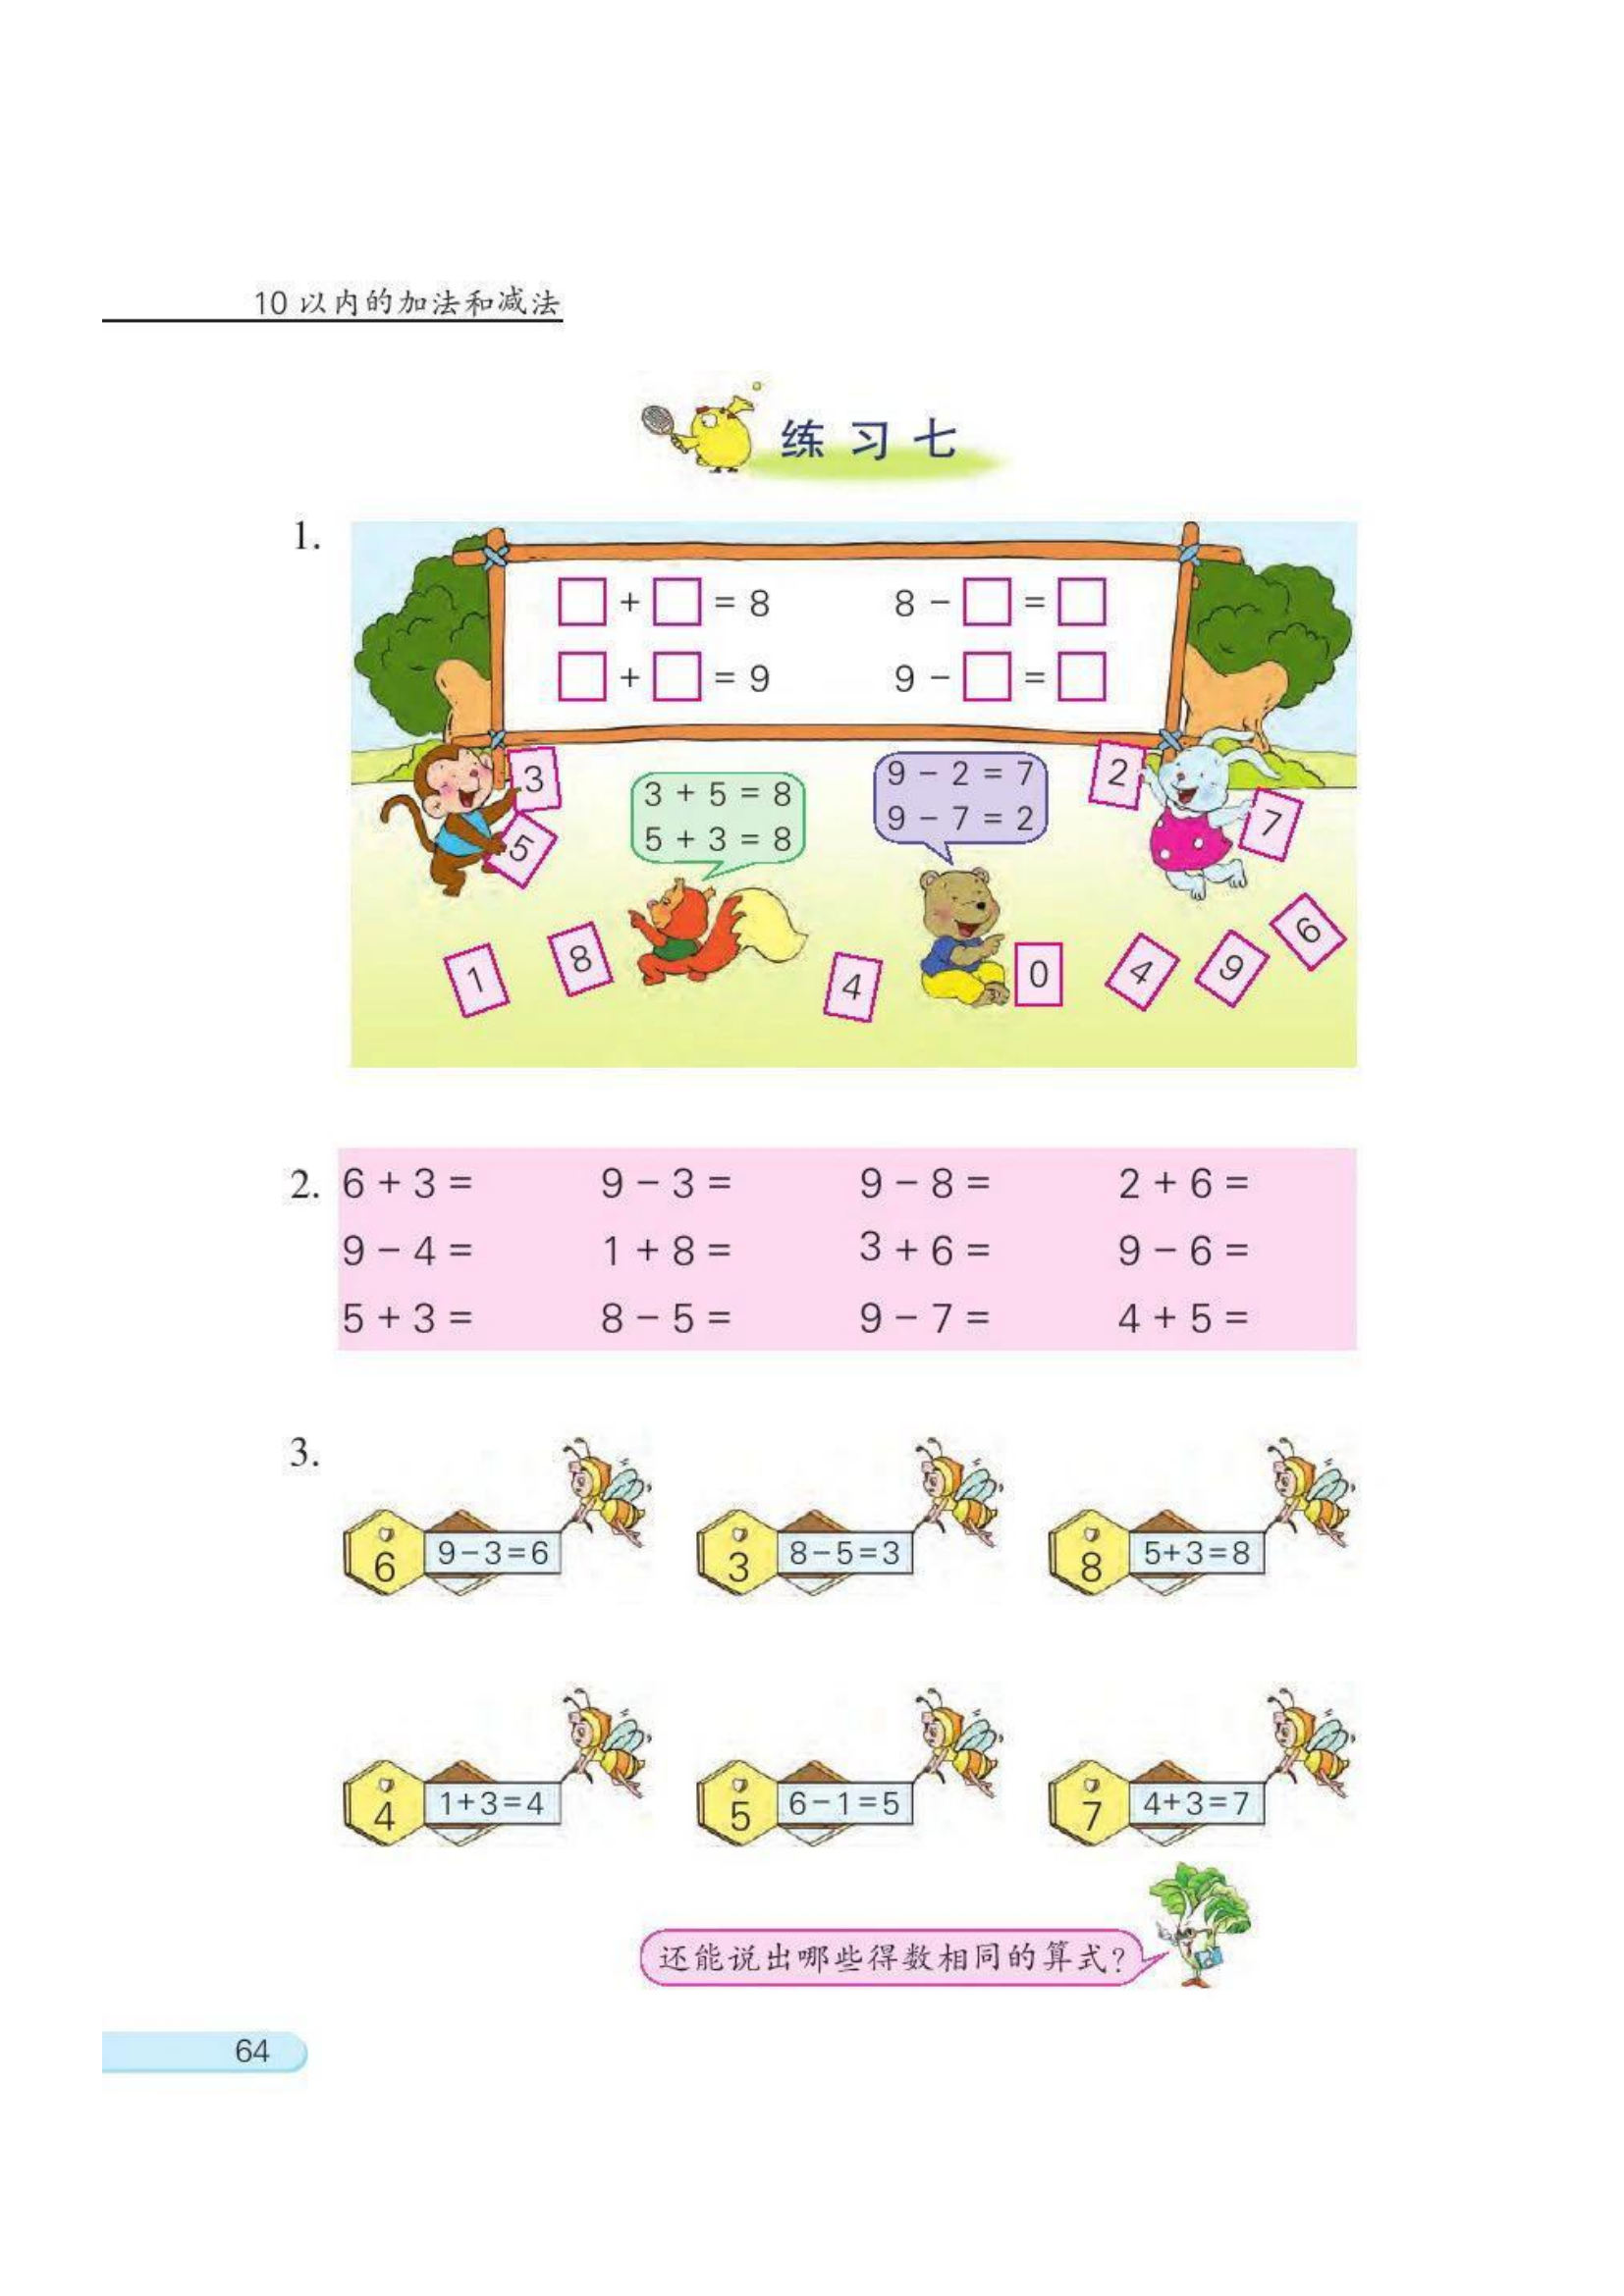 10 以内的加法和减法
练习七
1.
□ + □ = 8 8 − □ = □
□ + □ = 9 9 − □ = □
3
5
3 + 5 = 8
5 + 3 = 8
9 − 2 = 7
9 − 7 = 2
2
7
1
8
4
0
4
9
6
2. 6 + 3 = 9 − 3 = 9 − 8 = 2 + 6 =
9 − 4 = 1 + 8 = 3 + 6 = 9 − 6 =
5 + 3 = 8 − 5 = 9 − 7 = 4 + 5 =
3.
6 9−3=6 3 8−5=3 8 5+3=8
4 1+3=4 5 6−1=5 7 4+3=7
还能说出哪些得数相同的算式?
64